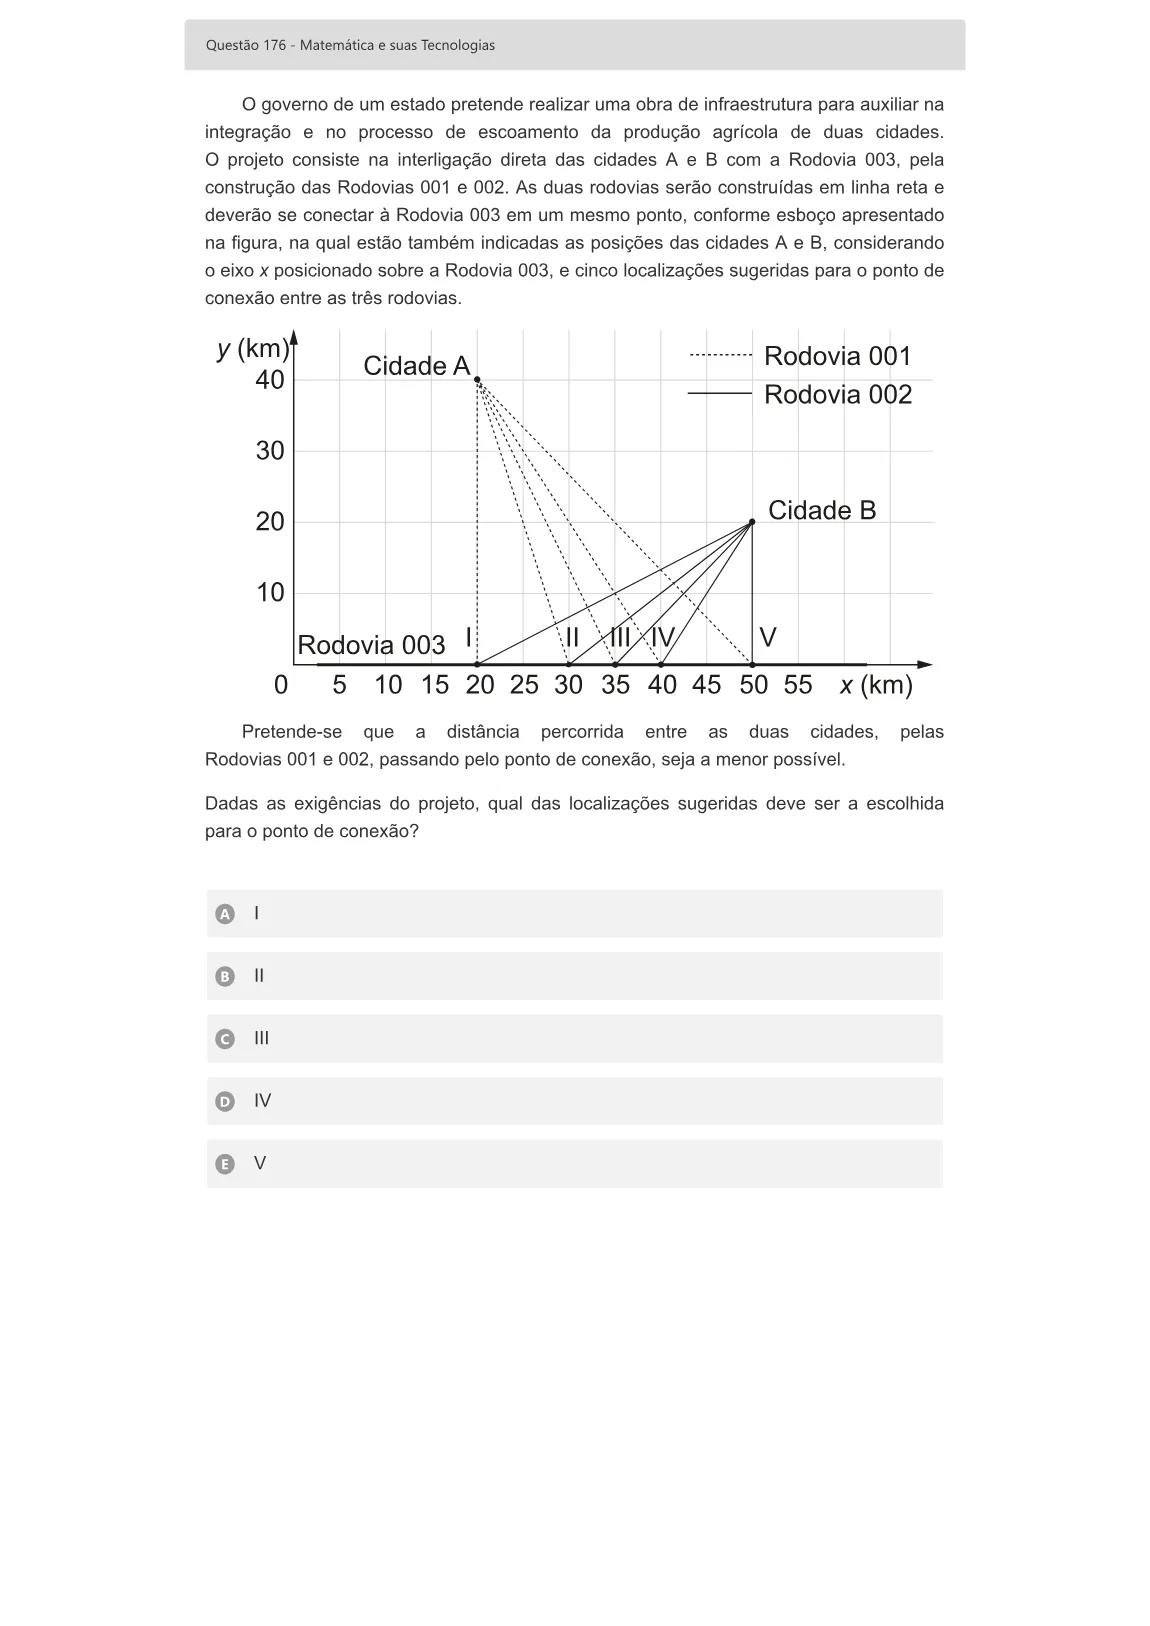 Questão 176 - Matemática e suas Tecnologias
O governo de um estado pretende realizar uma obra de infraestrutura para auxiliar na
integração e no processo de escoamento da produção agrícola de duas cidades.
O projeto consiste na interligação direta das cidades A e B com a Rodovia 003, pela
construção das Rodovias 001 e 002. As duas rodovias serão construídas em linha reta e
deverão se conectar à Rodovia 003 em um mesmo ponto, conforme esboço apresentado
na figura, na qual estão também indicadas as posições das cidades A e B, considerando
o eixo x posicionado sobre a Rodovia 003, e cinco localizações sugeridas para o ponto de
conexão entre as três rodovias.
y (km)
Cidade A
Rodovia 001
40
Rodovia 002
30
20
Cidade B
10
Rodovia 003
I II III IV V
0 5 10 15 20 25 30 35 40 45 50 55 x (km)
Pretende-se que a distância percorrida entre as duas cidades, pelas
Rodovias 001 e 002, passando pelo ponto de conexão, seja a menor possível.
Dadas as exigências do projeto, qual das localizações sugeridas deve ser a escolhida
para o ponto de conexão?
A I
B II
C III
D IV
E V